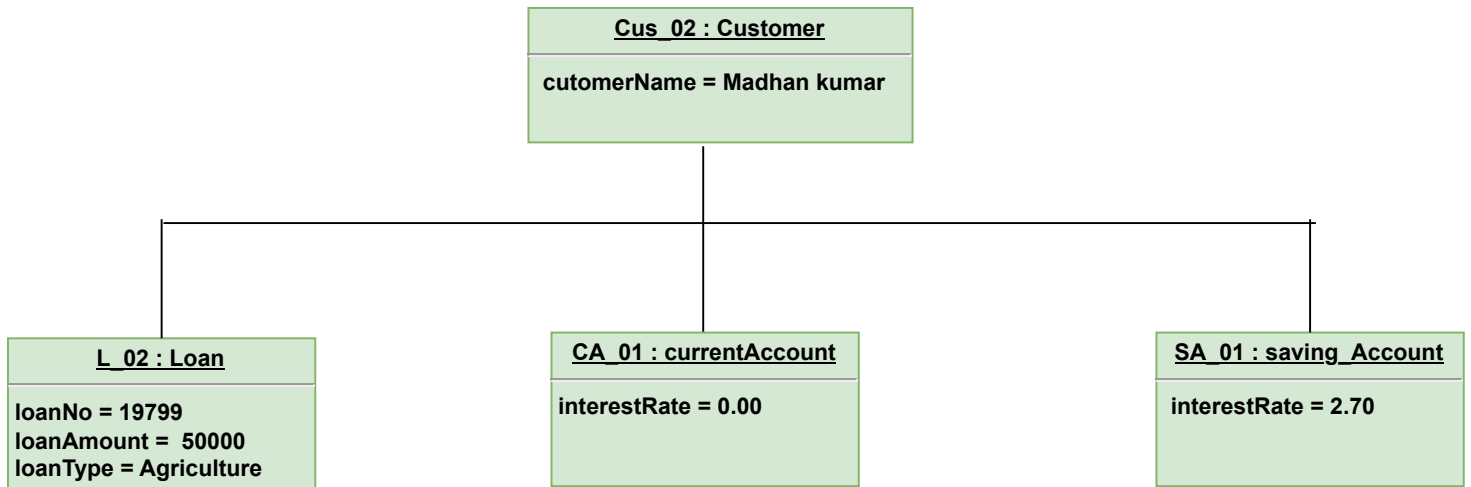 Cus_02 : Customer
cutomerName = Madhan kumar
L_02 : Loan
loanNo = 19799
loanAmount =  50000
loanType = Agriculture
CA_01 : currentAccount
interestRate = 0.00
SA_01 : saving_Account
interestRate = 2.70